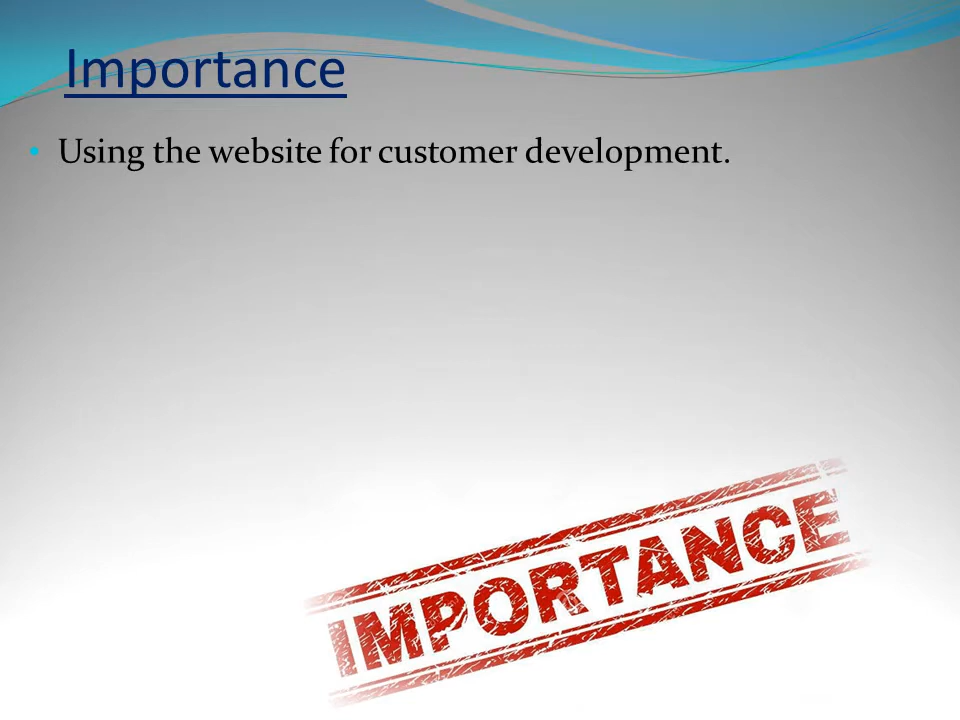 Importance
• Using the website for customer development.
IMPORTANCE